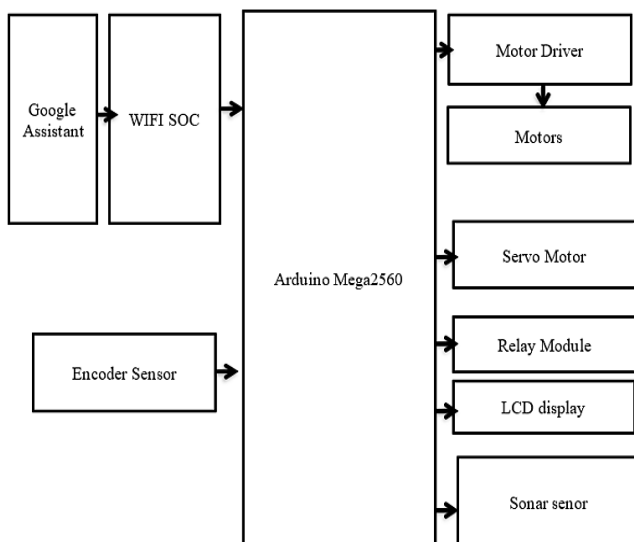 Google
Assistant
WIFI SOC
Encoder Sensor
Arduino Mega2560
Motor Driver
Motors
Servo Motor
Relay Module
LCD display
Sonar senor